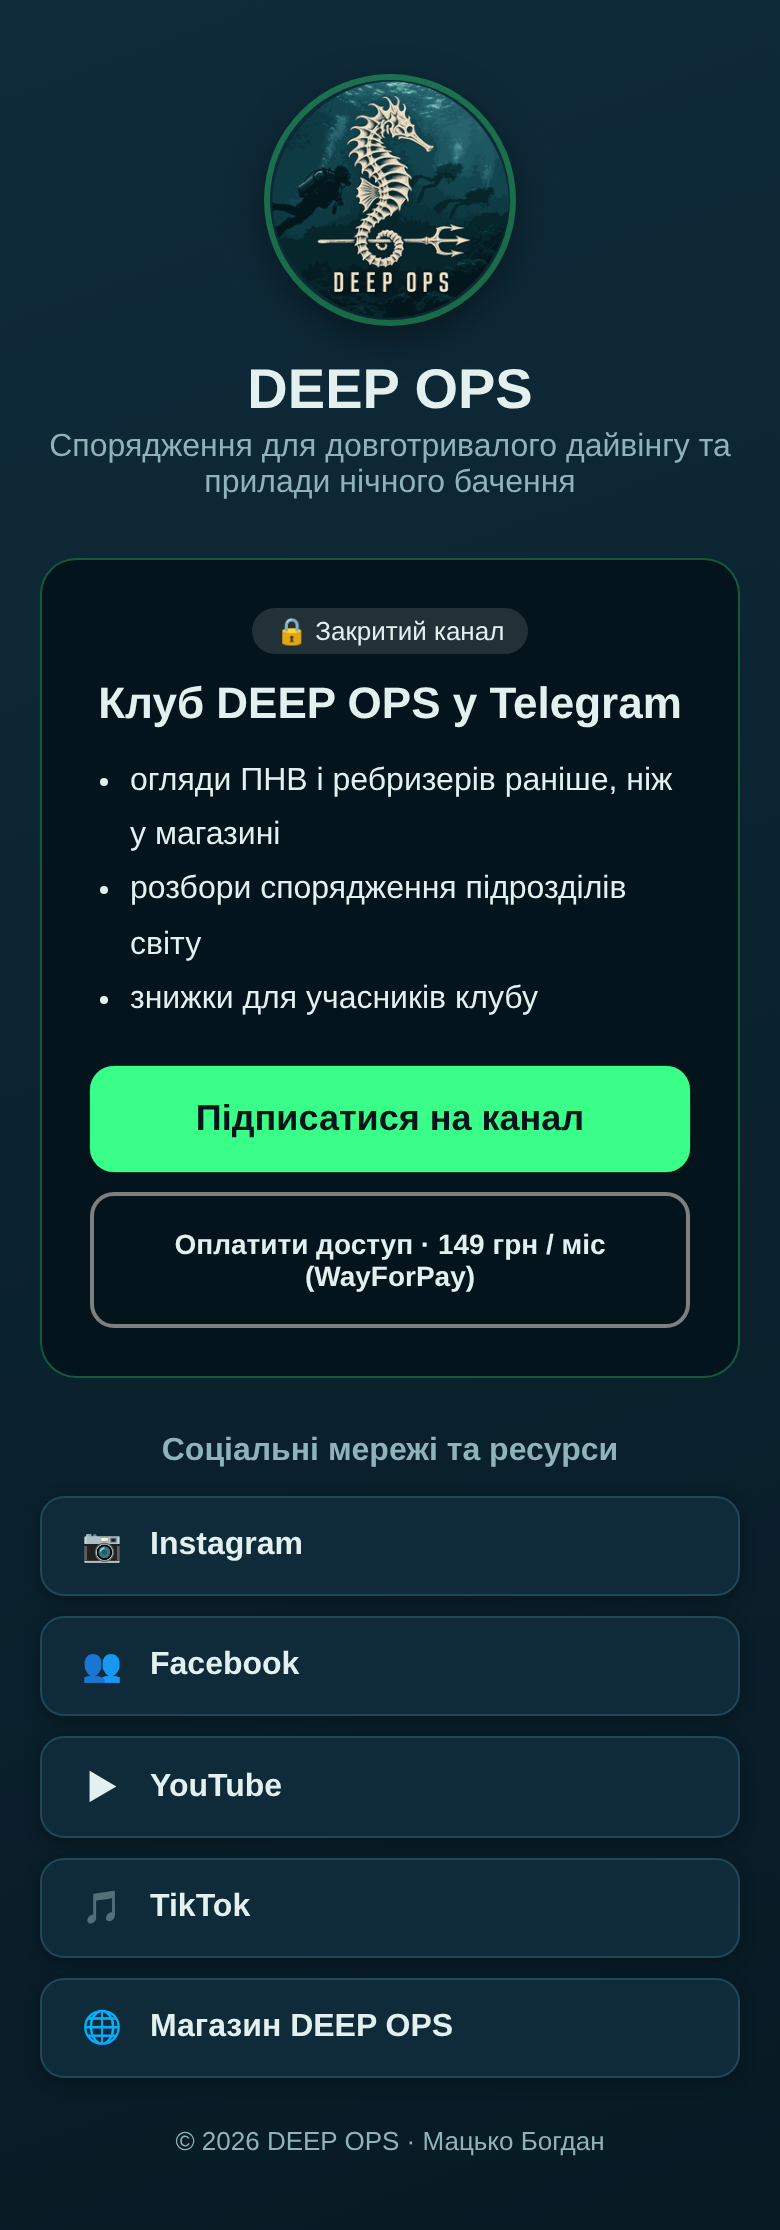 DEEP OPS
DEEP OPS
Спорядження для довготривалого дайвінгу та
прилади нічного бачення
🔒 Закритий канал
Клуб DEEP OPS у Telegram
• огляди ПНВ і ребризерів раніше, ніж
у магазині
• розбори спорядження підрозділів
світу
• знижки для учасників клубу
Підписатися на канал
Оплатити доступ · 149 грн / міс
(WayForPay)
Соціальні мережі та ресурси
Instagram
Facebook
YouTube
TikTok
Магазин DEEP OPS
© 2026 DEEP OPS · Мацько Богдан